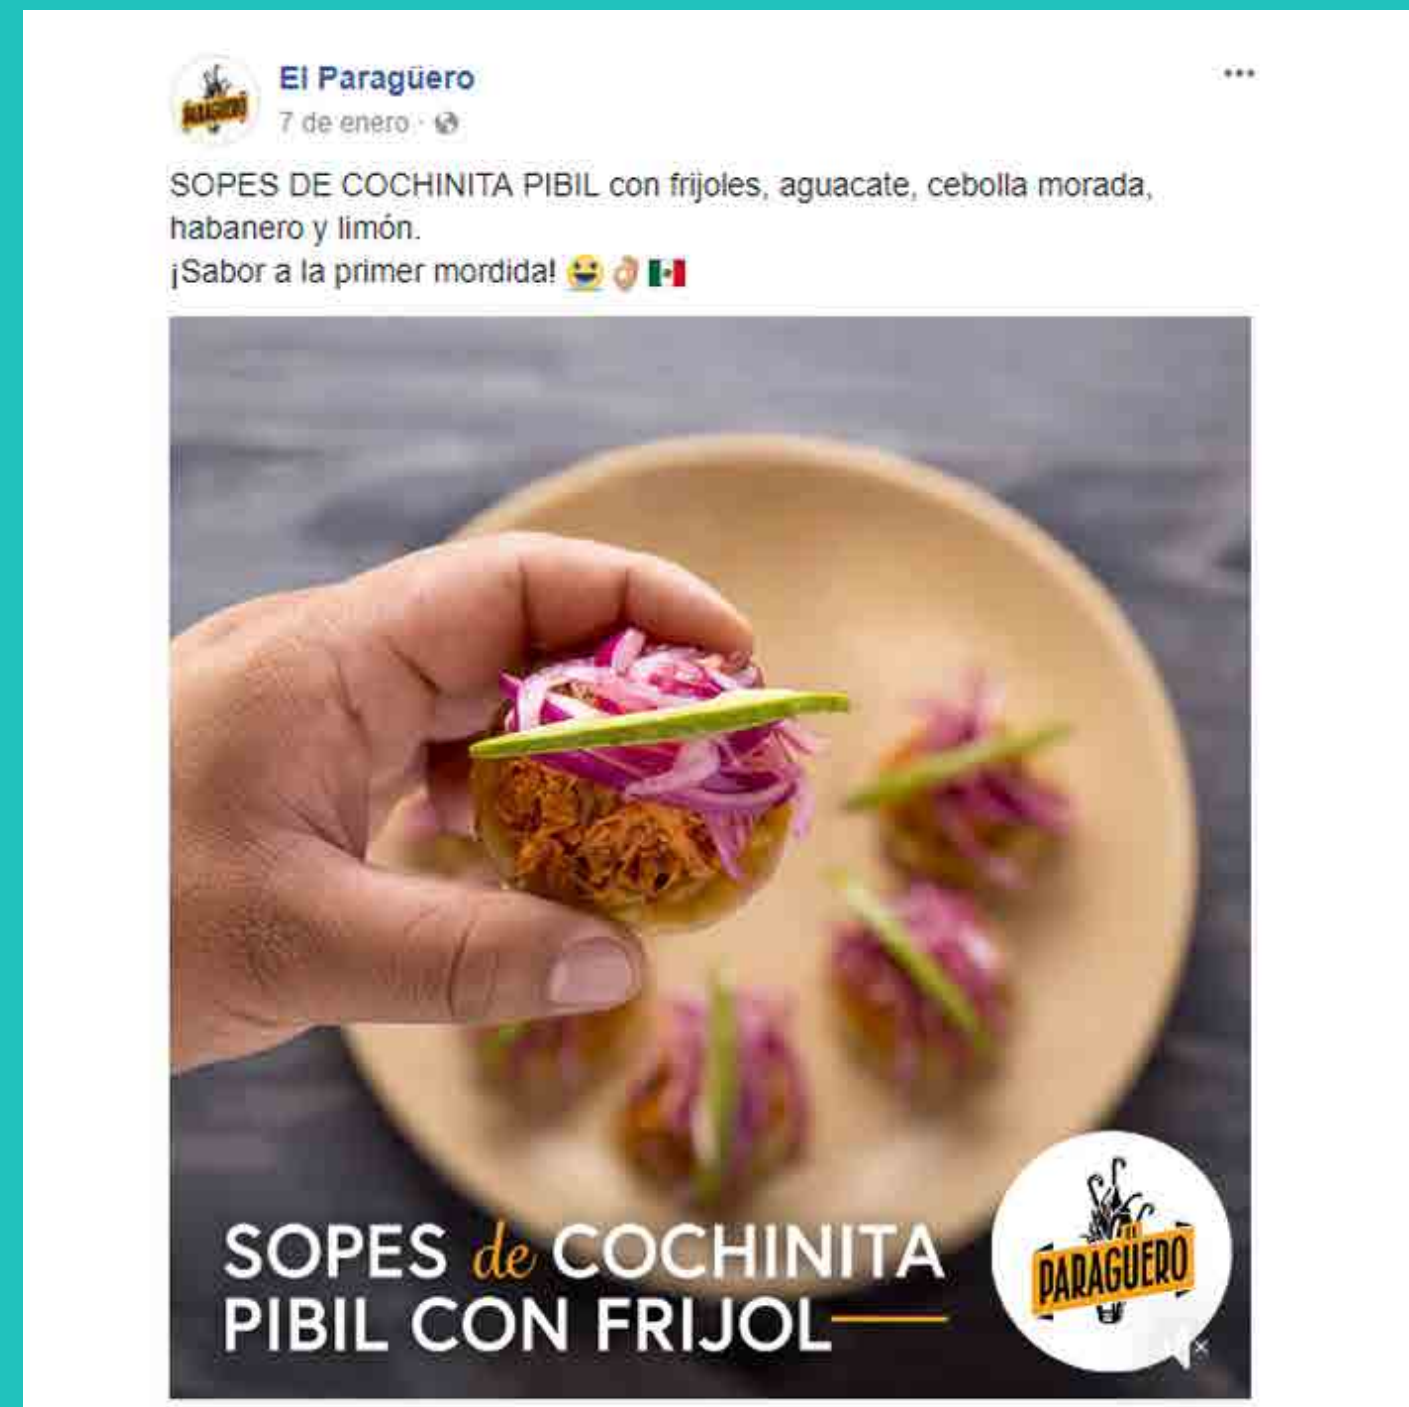 El Paragüero
7 de enero ·
SOPES DE COCHINITA PIBIL con frijoles, aguacate, cebolla morada,
habanero y limón.
¡Sabor a la primer mordida! 😀👌🇲🇽
SOPES de COCHINITA
PIBIL CON FRIJOL
EL
PARAGÜERO